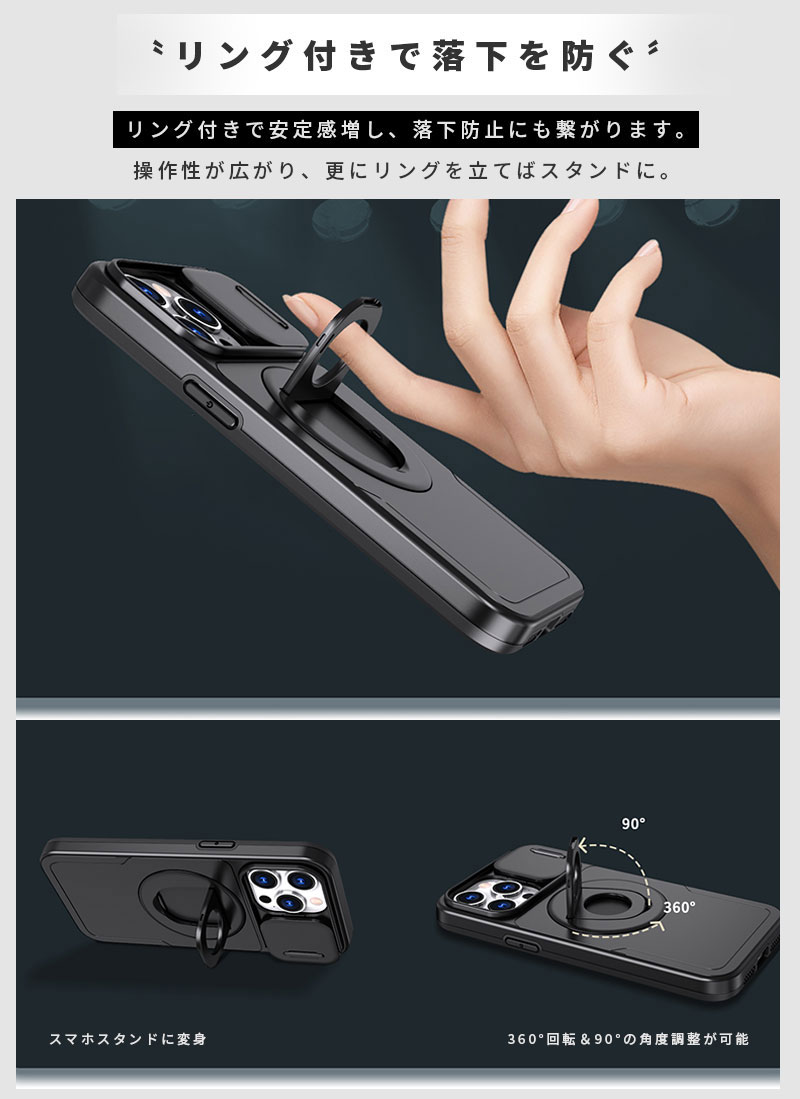 〝リング付きで落下を防ぐ〞
リング付きで安定感増し、落下防止にも繋がります。
操作性が広がり、更にリングを立てばスタンドに。
90°
360°
スマホスタンドに変身
360°回転＆90°の角度調整が可能